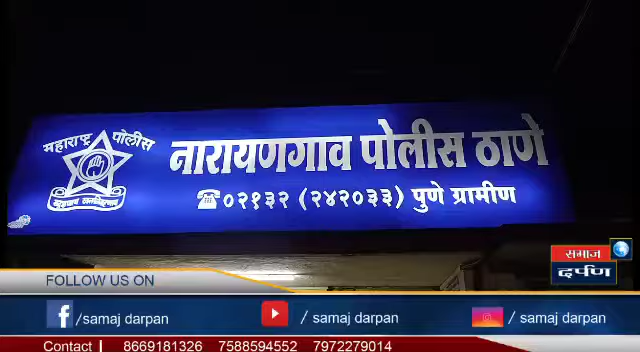 महाराष्ट्र पोलीस
नारायणगाव पोलीस ठाणे
☎०२१३२ (२४२०३३) पुणे ग्रामीण
समाज
दर्पण
FOLLOW US ON
/samaj darpan
/ samaj darpan
/samaj darpan
Contact | 8669181326 7588594552 7972279014